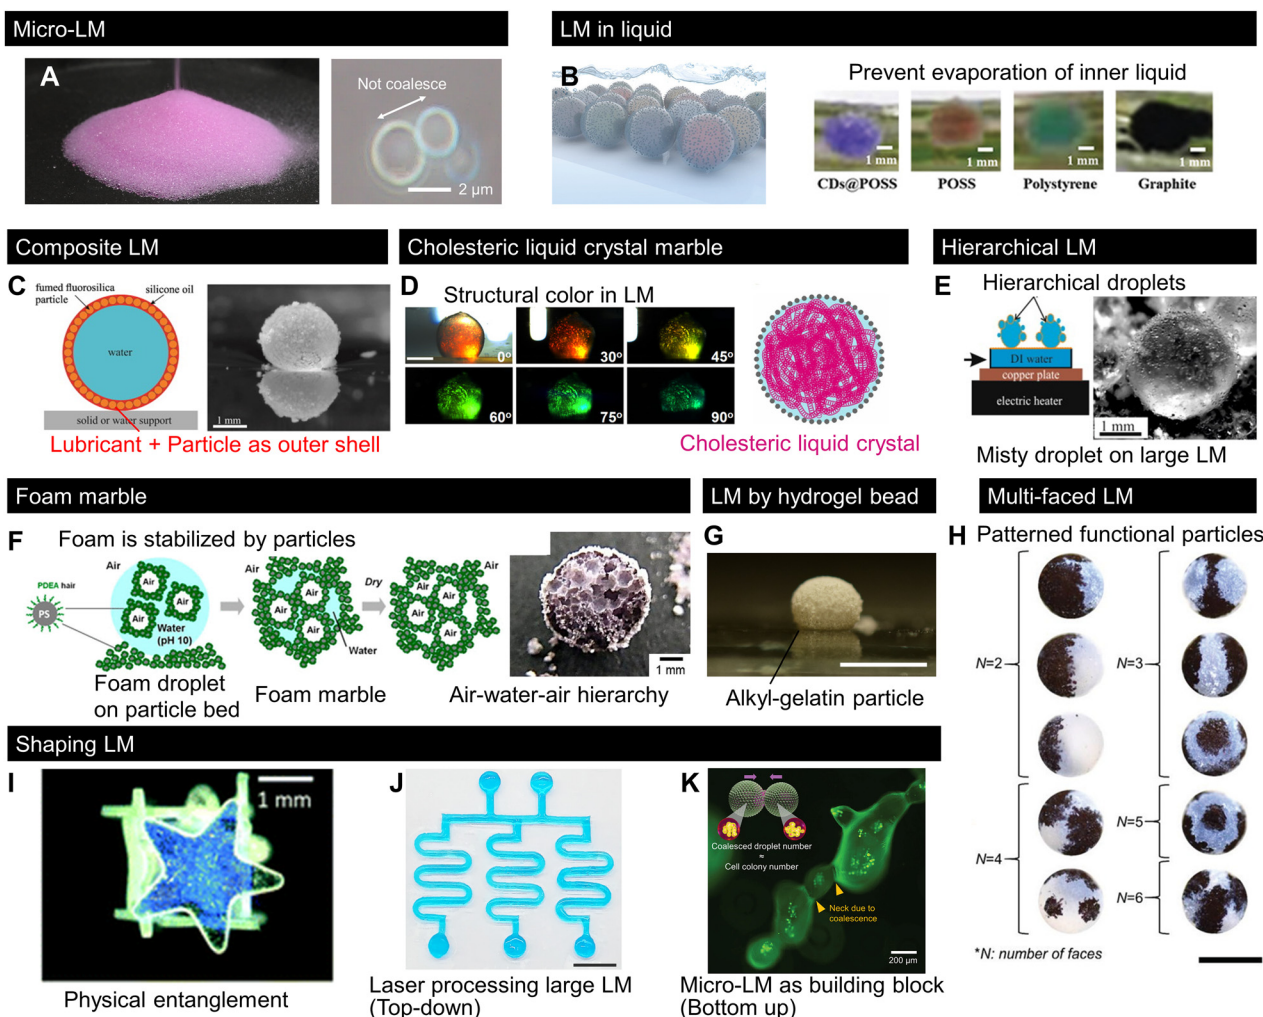 Micro-LM
A
Not coalesce
2 μm
LM in liquid
B
Prevent evaporation of inner liquid
1 mm
1 mm
1 mm
1 mm
CDs@POSS
POSS
Polystyrene
Graphite
Composite LM
C
fumed fluorosilica
particle
silicone oil
water
solid or water support
1 mm
Lubricant + Particle as outer shell
Cholesteric liquid crystal marble
D
Structural color in LM
0°
30°
45°
60°
75°
90°
Cholesteric liquid crystal
Hierarchical LM
E
Hierarchical droplets
DI water
copper plate
electric heater
1 mm
Misty droplet on large LM
Foam marble
F
Foam is stabilized by particles
PDEA hair
PS
Air
Air
Air
Air
Water
(pH 10)
Foam droplet
on particle bed
Air
Air
Air
Air
Air
Water
Foam marble
Dry
Air
Air
Air
Air
Air
1 mm
Air-water-air hierarchy
LM by hydrogel bead
G
Alkyl-gelatin particle
Multi-faced LM
H
Patterned functional particles
N=2
N=3
N=4
N=5
N=6
*N: number of faces
Shaping LM
I
1 mm
Physical entanglement
J
Laser processing large LM
(Top-down)
K
Coalesced droplet number
≈
Cell colony number
Neck due to
coalescence
200 μm
Micro-LM as building block
(Bottom up)